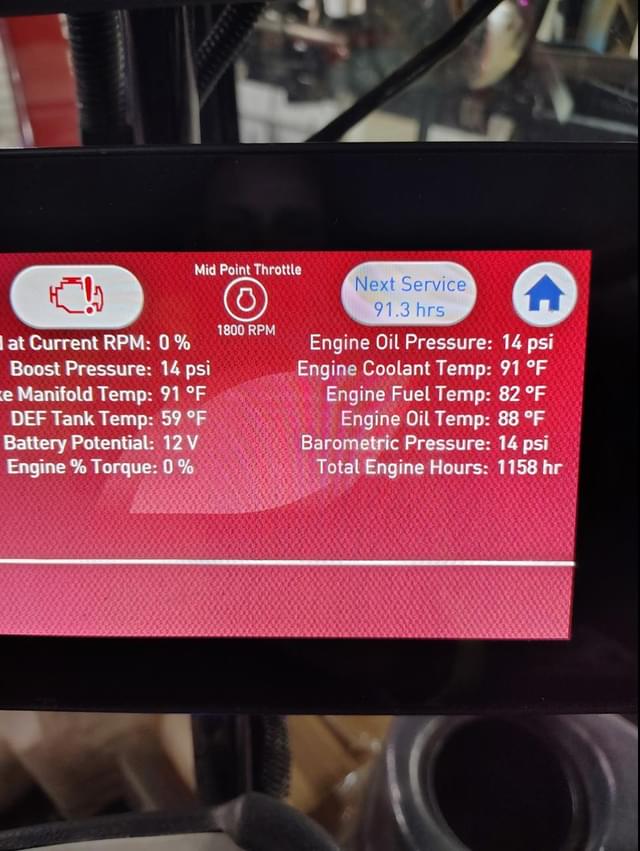 Mid Point Throttle
1800 RPM
Next Service
91.3 hrs
at Current RPM: 0 %
Boost Pressure: 14 psi
Manifold Temp: 91 °F
DEF Tank Temp: 59 °F
Battery Potential: 12 V
Engine % Torque: 0 %
Engine Oil Pressure: 14 psi
Engine Coolant Temp: 91 °F
Engine Fuel Temp: 82 °F
Engine Oil Temp: 88 °F
Barometric Pressure: 14 psi
Total Engine Hours: 1158 hr